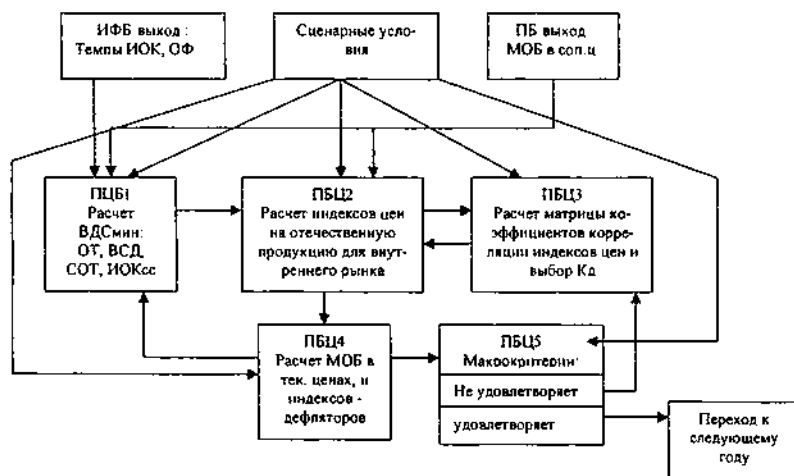 ИФБ выход :
Темпы ИОК, ОФ
Сценарные усло-
вия
ПБ выход
МОБ в соп.ц
ПЦБ1
Расчет
ВДСмин:
ОТ, ВСД,
СОТ, ИОКсс
ПБЦ2
Расчет индексов цен
на отечественную
продукцию для внут-
реннего рынка
ПБЦ3
Расчет матрицы ко-
эффициентов корре-
ляции индексов цен и
выбор Кд
ПБЦ4
Расчет МОБ в
тек. ценах, и
индексов -
дефляторов
ПБЦ5
Макрокритерии:
Не удовлетворяет
удовлетворяет
Переход к
следующему
году